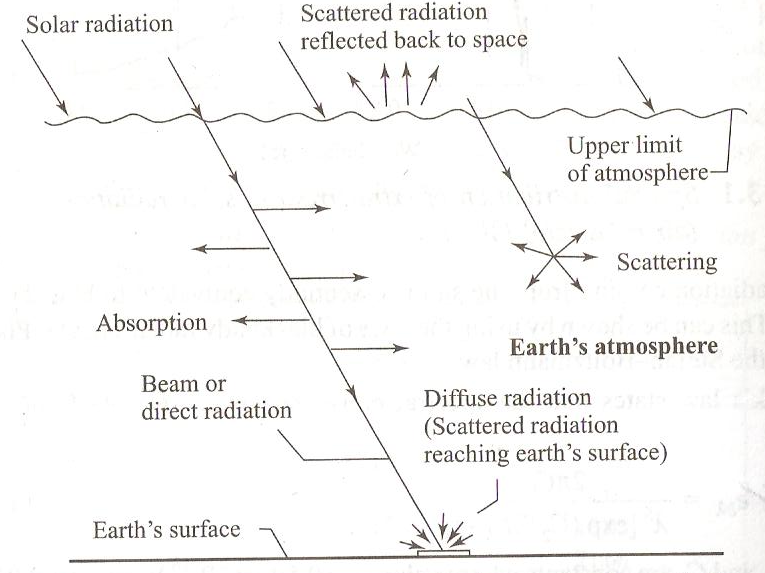 Solar radiation
Scattered radiation
reflected back to space
Upper limit
of atmosphere
Scattering
Absorption
Earth's atmosphere
Beam or
direct radiation
Diffuse radiation
(Scattered radiation
reaching earth's surface)
Earth's surface